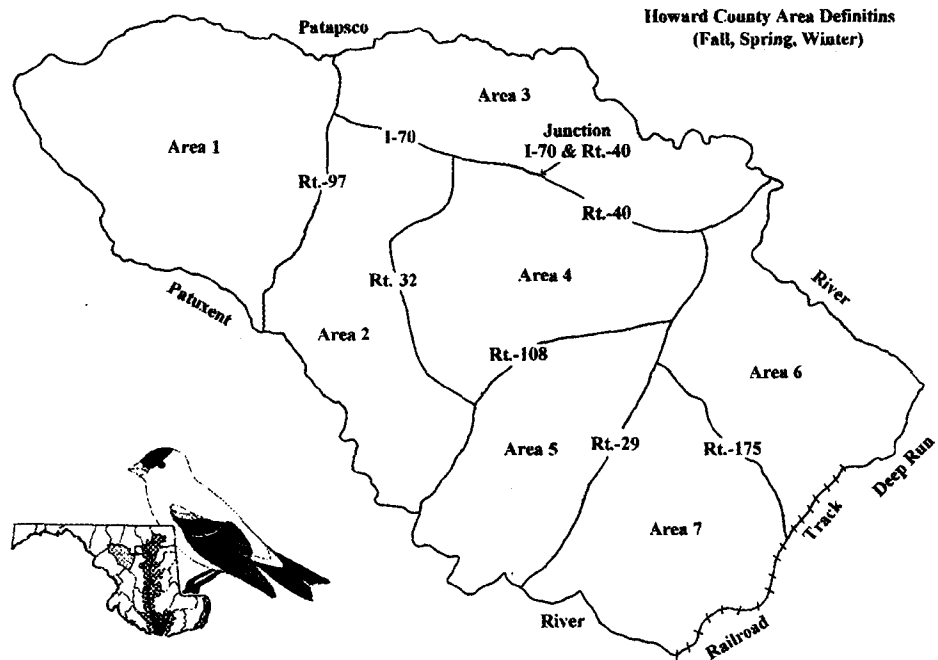 Howard County Area Definitins
(Fall, Spring, Winter)
Patapsco
Area 3
Junction
I-70 & Rt.-40
I-70
Area 1
Rt.-97
Rt.-40
River
Rt. 32
Area 4
Patuxent
Area 2
Rt.-108
Area 6
Area 5
Rt.-29
Rt.-175
Deep Run
Track
Area 7
River
Railroad